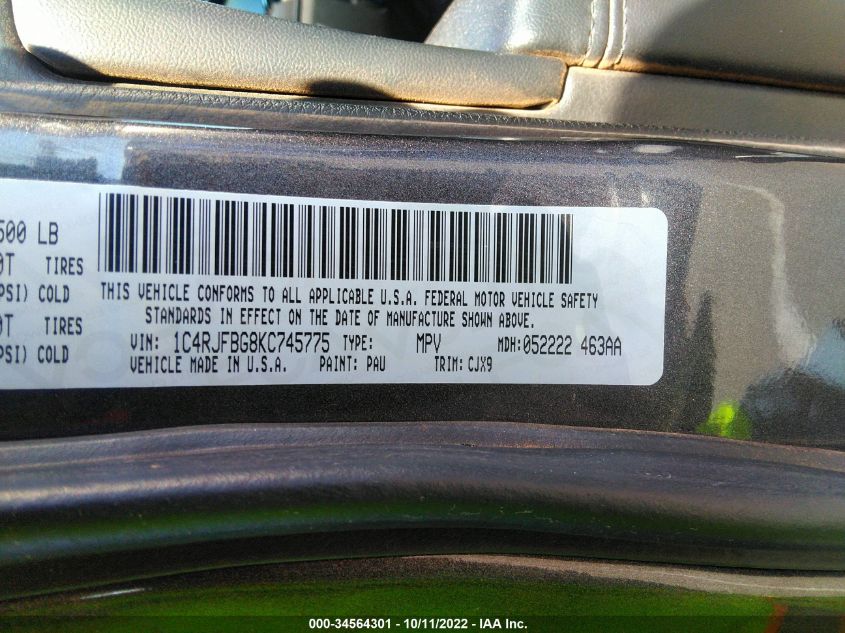 500 LB
TIRES
PSI) COLD
TIRES
PSI) COLD
THIS VEHICLE CONFORMS TO ALL APPLICABLE U.S.A. FEDERAL MOTOR VEHICLE SAFETY
STANDARDS IN EFFECT ON THE DATE OF MANUFACTURE SHOWN ABOVE.
VIN: 1C4RJFBG8KC745775 TYPE: MPV MDH:052222 463AA
VEHICLE MADE IN U.S.A. PAINT: PAU TRIM: CJX9
000-34564301 - 10/11/2022 - IAA Inc.